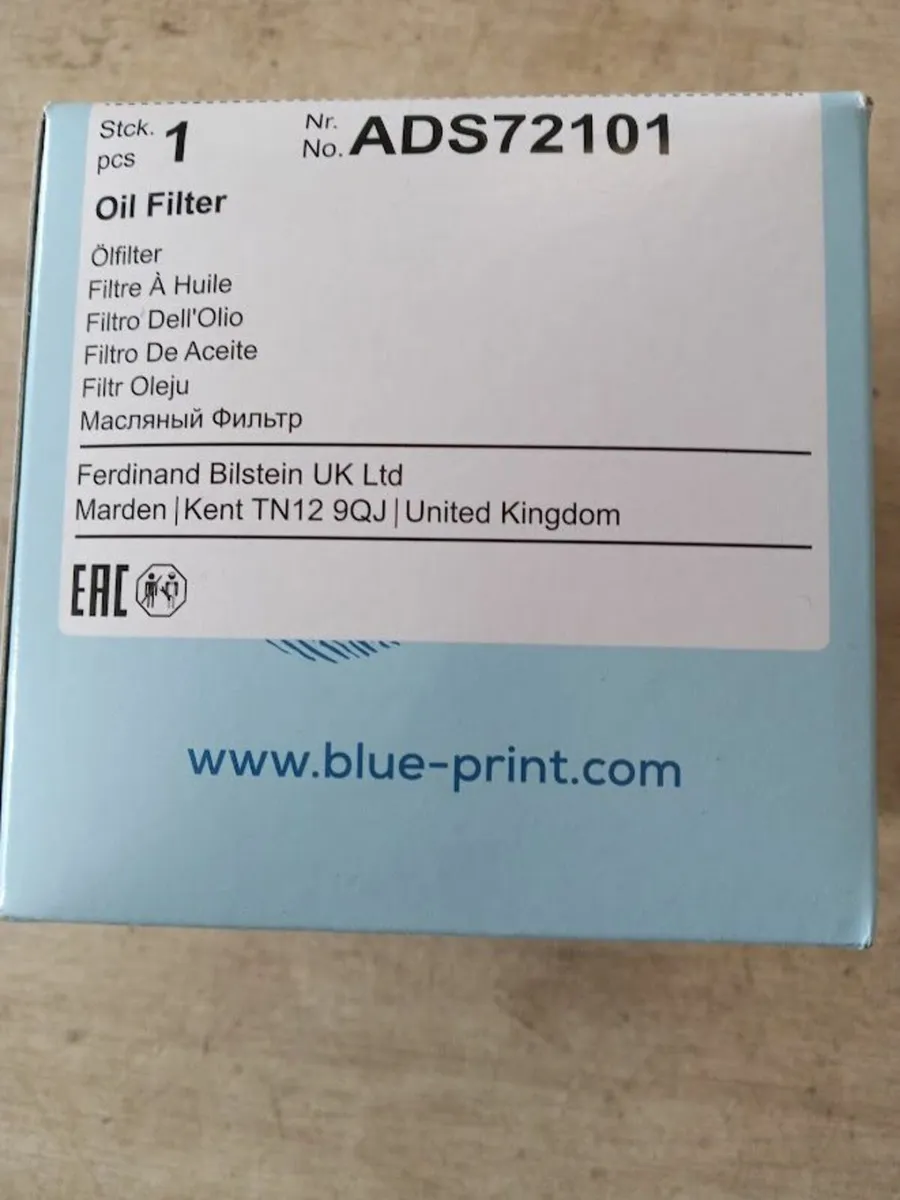 Stck. Nr.
pcs 1 No. ADS72101
Oil Filter
Ölfilter
Filtre À Huile
Filtro Dell'Olio
Filtro De Aceite
Filtr Oleju
Масляный Фильтр
Ferdinand Bilstein UK Ltd
Marden|Kent TN12 9QJ|United Kingdom
EAC
www.blue-print.com